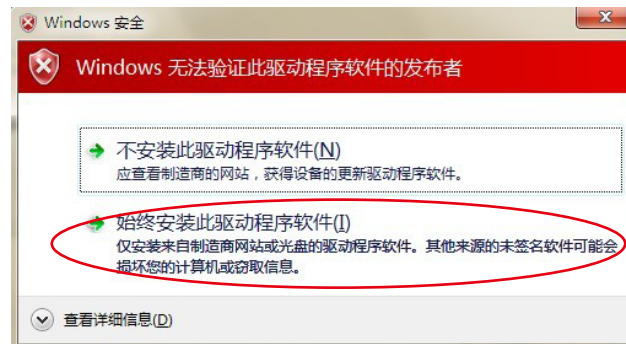 Windows 安全
Windows 无法验证此驱动程序软件的发布者
不安装此驱动程序软件(N)
应查看制造商的网站，获得设备的更新驱动程序软件。
始终安装此驱动程序软件(I)
仅安装来自制造商网站或光盘的驱动程序软件。其他来源的未签名软件可能会
损坏您的计算机或窃取信息。
查看详细信息(D)